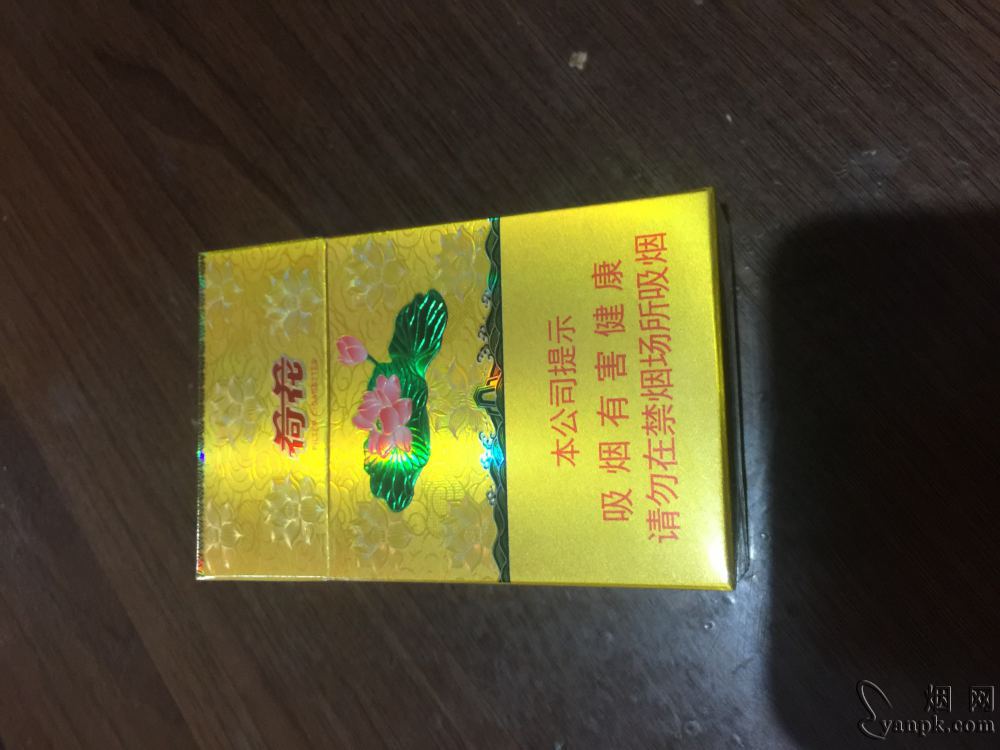 荷花
本公司提示
吸烟有害健康
请勿在禁烟场所吸烟
烟网
yanpk.com